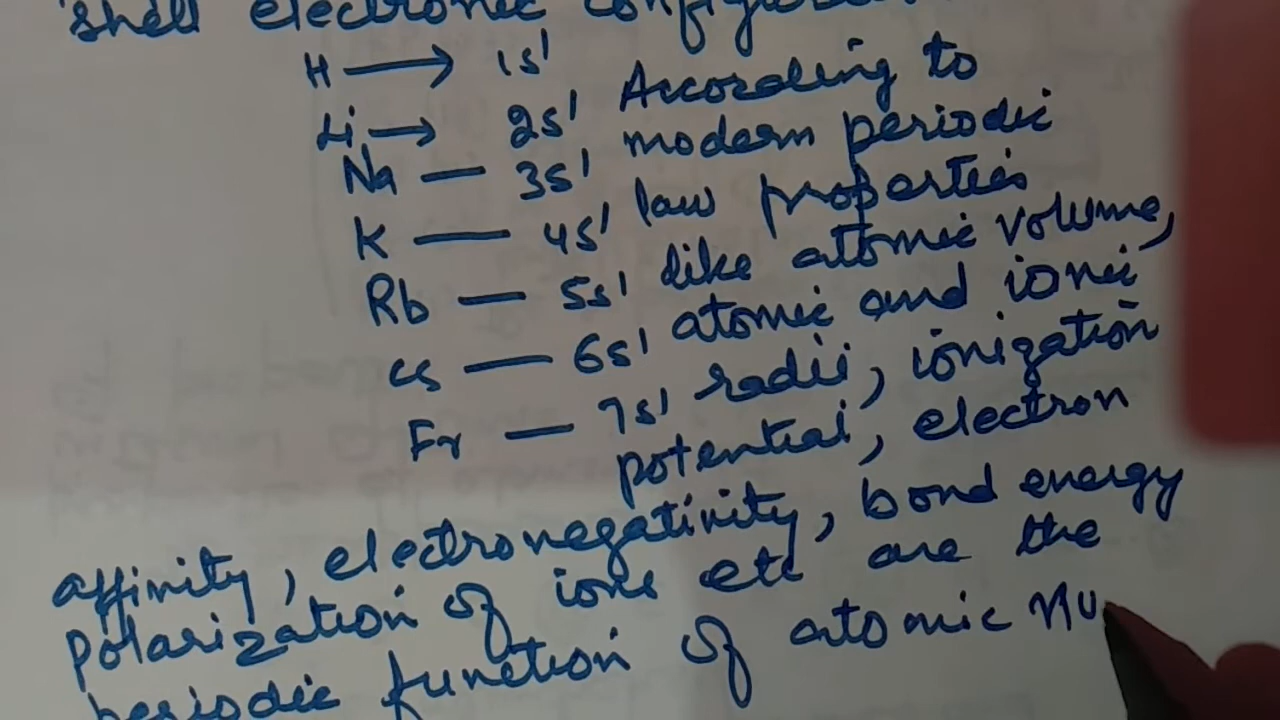 shell electronic configuration
H → 1s¹
Li → 2s¹
Na — 3s¹
K — 4s¹
Rb — 5s¹
Cs — 6s¹
Fr — 7s¹
According to
modern periodic
law properties
like atomic volume,
atomic and ionic
radii, ionization
potential, electron
affinity, electronegativity, bond energy
Polarization of ions etc are the
periodic function of atomic nu